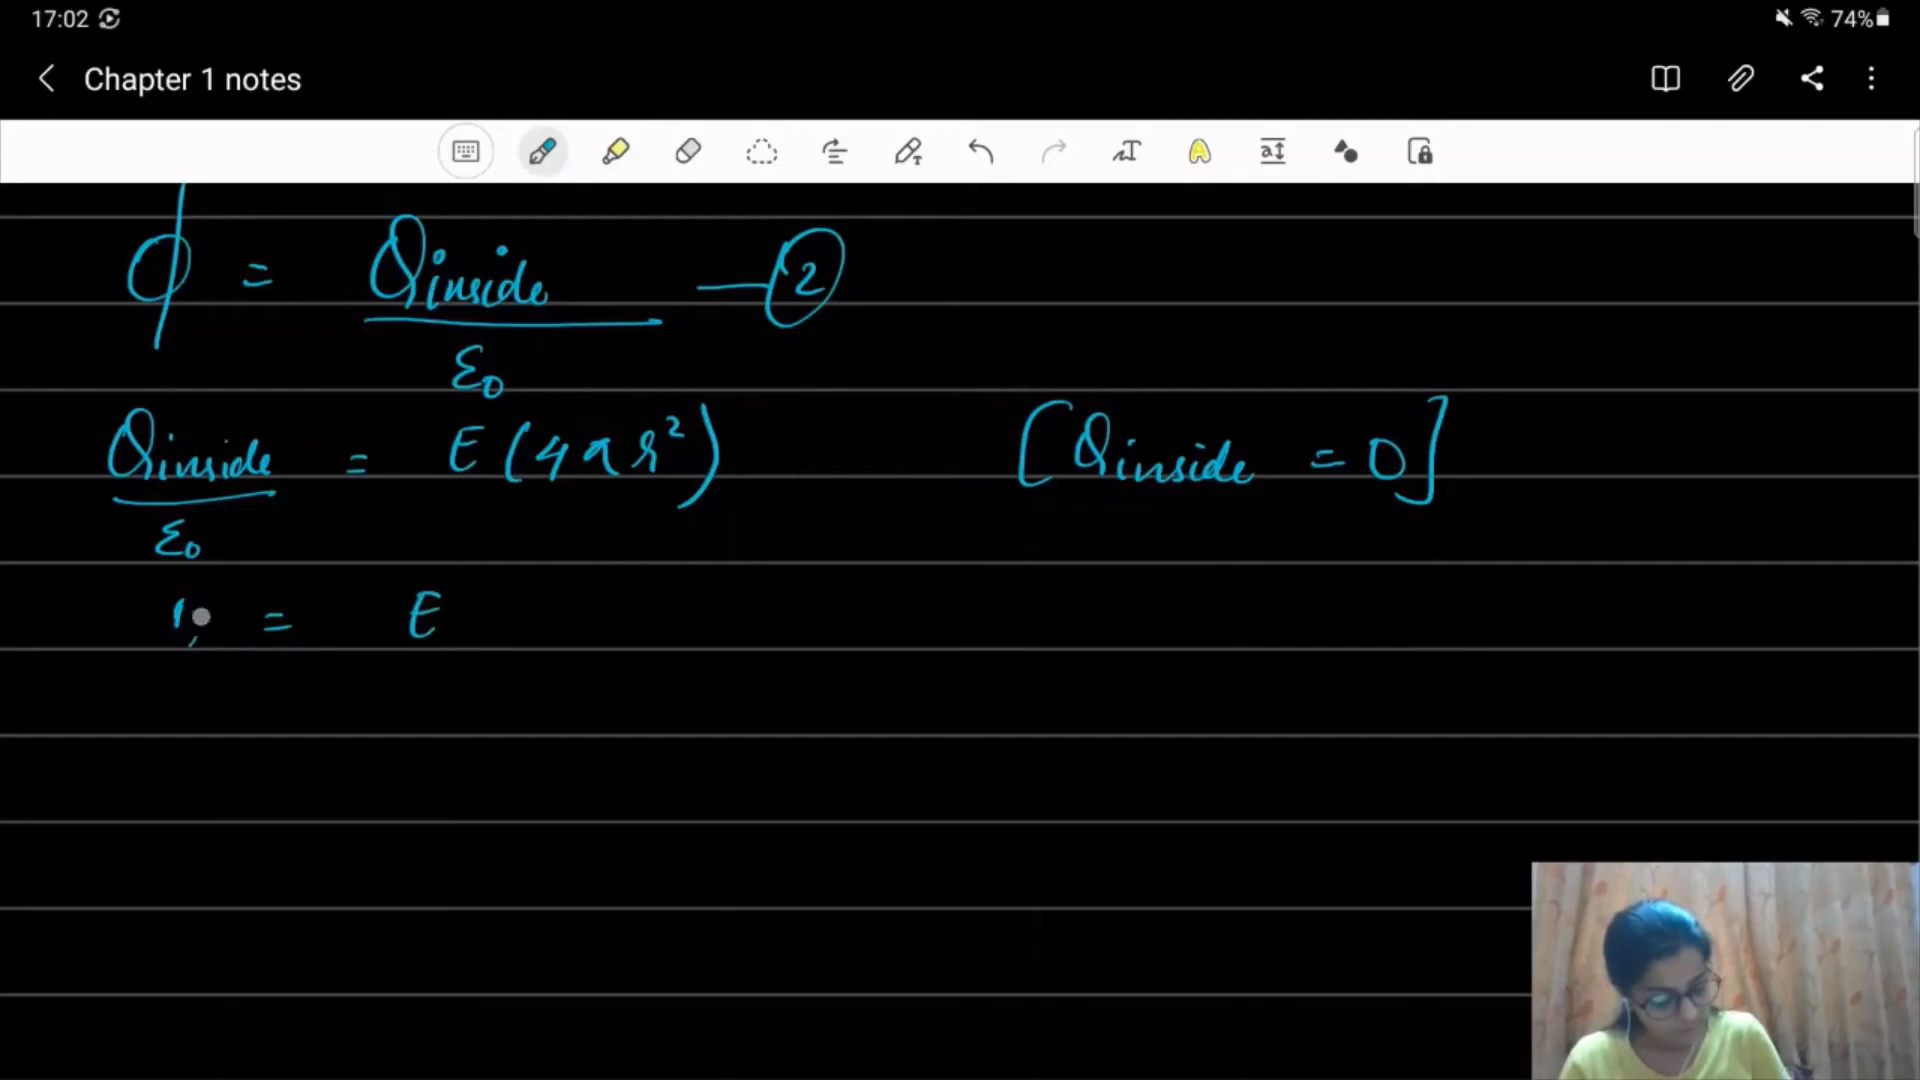 17:02
74%
Chapter 1 notes
ϕ = Qinside —②
ε₀
Qinside = E(4πr²) [Qinside = 0]
ε₀
= E